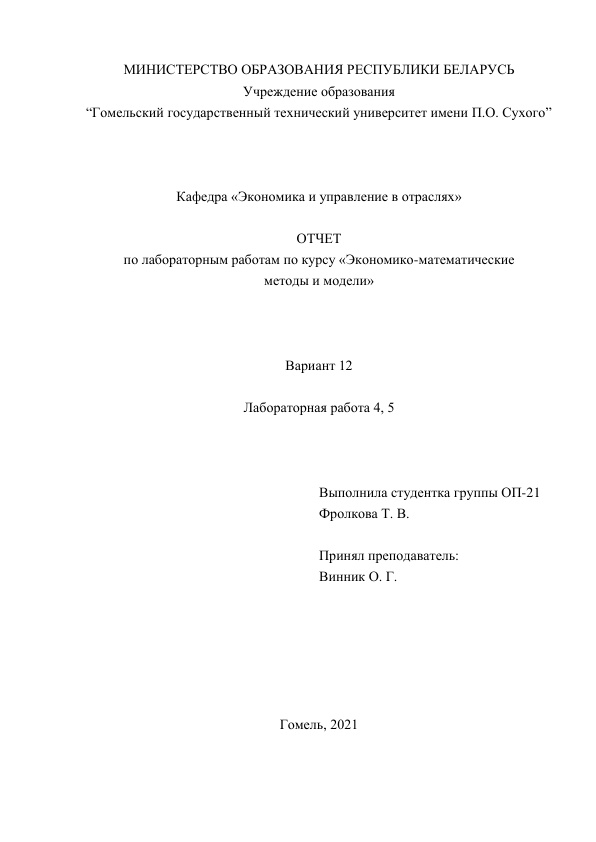 МИНИСТЕРСТВО ОБРАЗОВАНИЯ РЕСПУБЛИКИ БЕЛАРУСЬ
Учреждение образования
“Гомельский государственный технический университет имени П.О. Сухого”
Кафедра «Экономика и управление в отраслях»
ОТЧЕТ
по лабораторным работам по курсу «Экономико-математические
методы и модели»
Вариант 12
Лабораторная работа 4, 5
Выполнила студентка группы ОП-21
Фролкова Т. В.
Принял преподаватель:
Винник О. Г.
Гомель, 2021